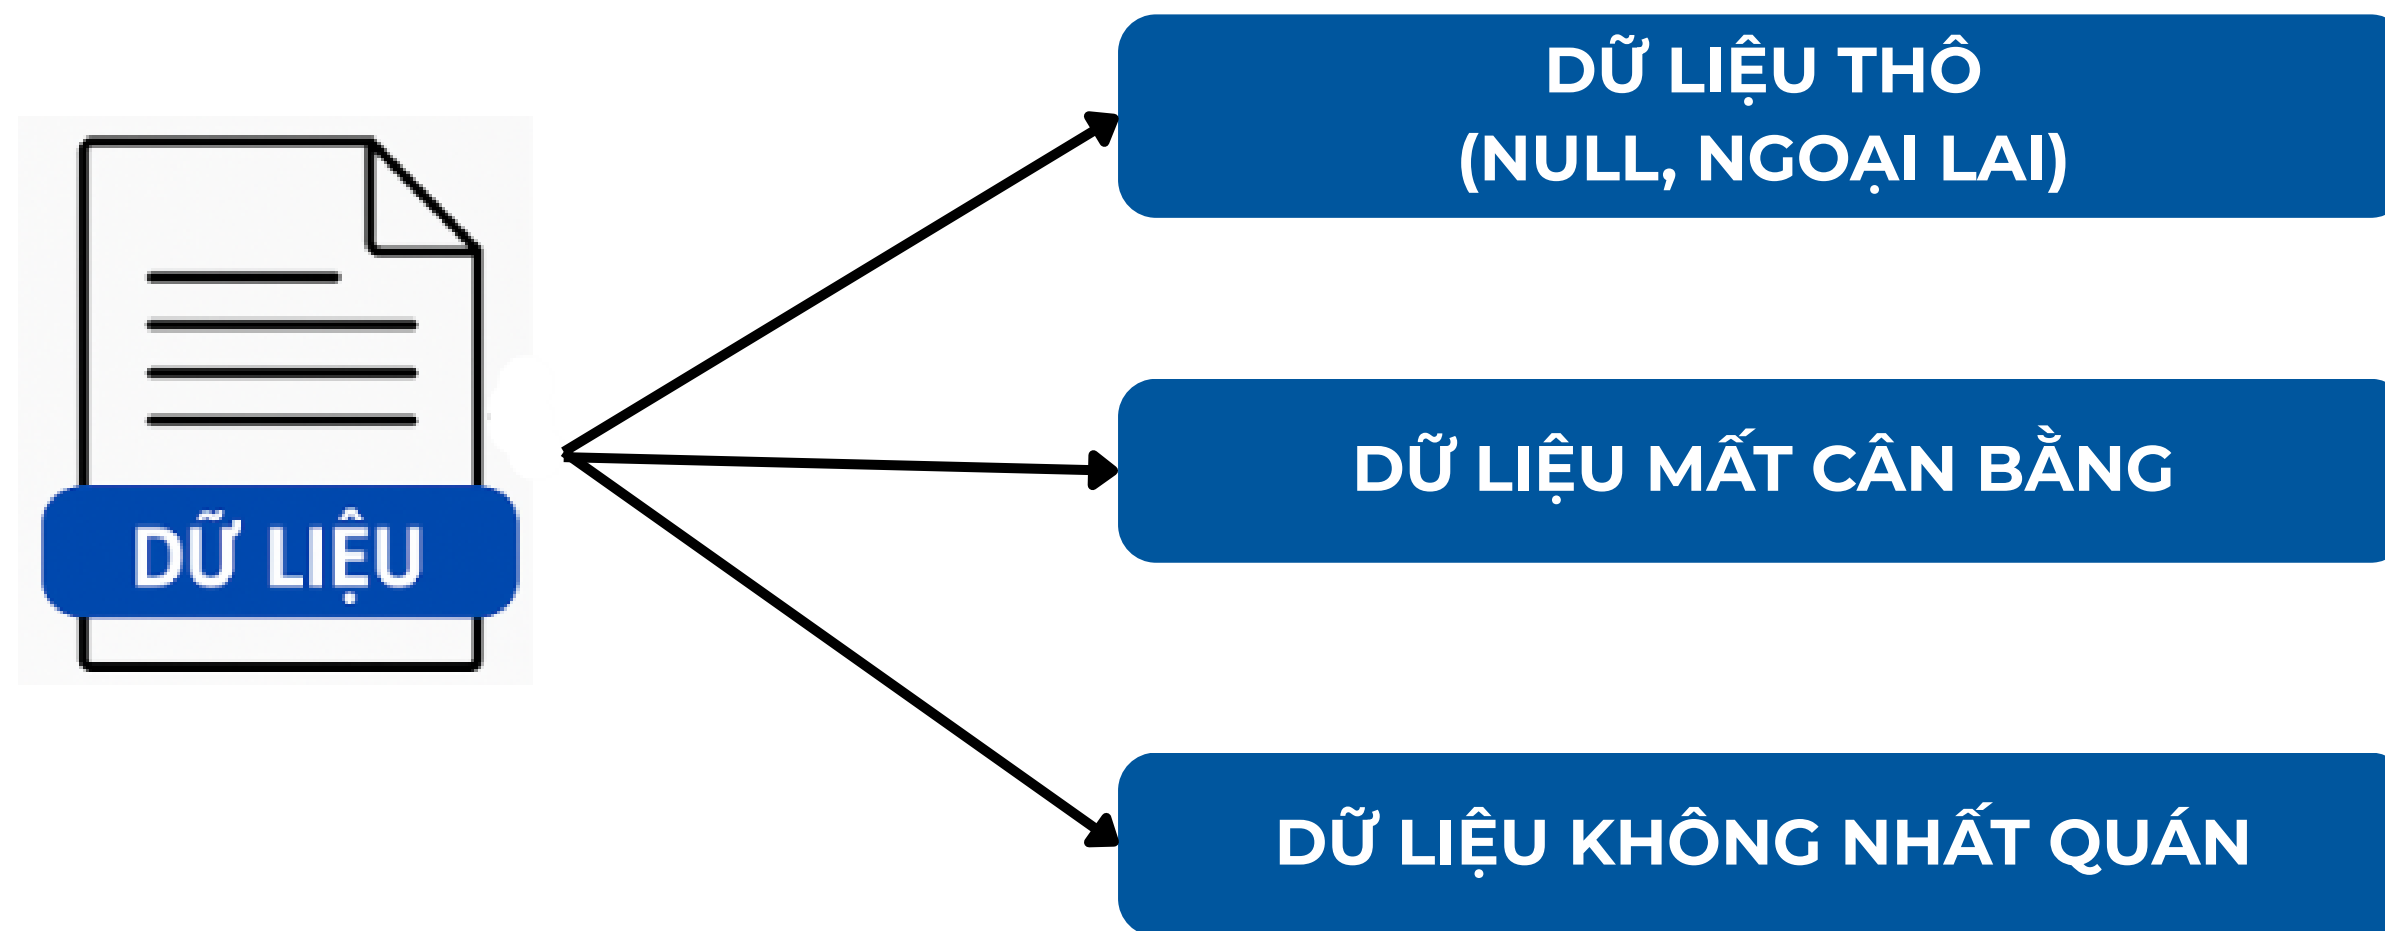 DỮ LIỆU THÔ
(NULL, NGOẠI LAI)
DỮ LIỆU MẤT CÂN BẰNG
DỮ LIỆU
DỮ LIỆU KHÔNG NHẤT QUÁN